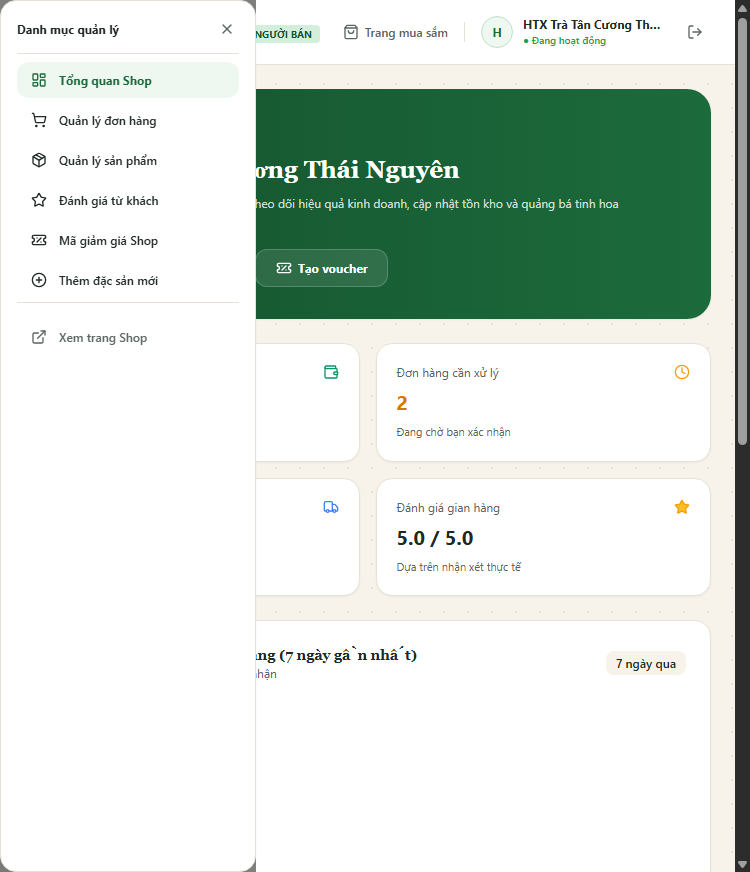 Danh mục quản lý
Tổng quan Shop
Quản lý đơn hàng
Quản lý sản phẩm
Đánh giá từ khách
Mã giảm giá Shop
Thêm đặc sản mới
Xem trang Shop
NGƯỜI BÁN
Trang mua sắm
H
HTX Trà Tân Cương Th...
Đang hoạt động
ơng Thái Nguyên
heo dõi hiệu quả kinh doanh, cập nhật tồn kho và quảng bá tinh hoa
Tạo voucher
Đơn hàng cần xử lý
2
Đang chờ bạn xác nhận
Đánh giá gian hàng
5.0 / 5.0
Dựa trên nhận xét thực tế
ng (7 ngày gần nhất)
nhận
7 ngày qua